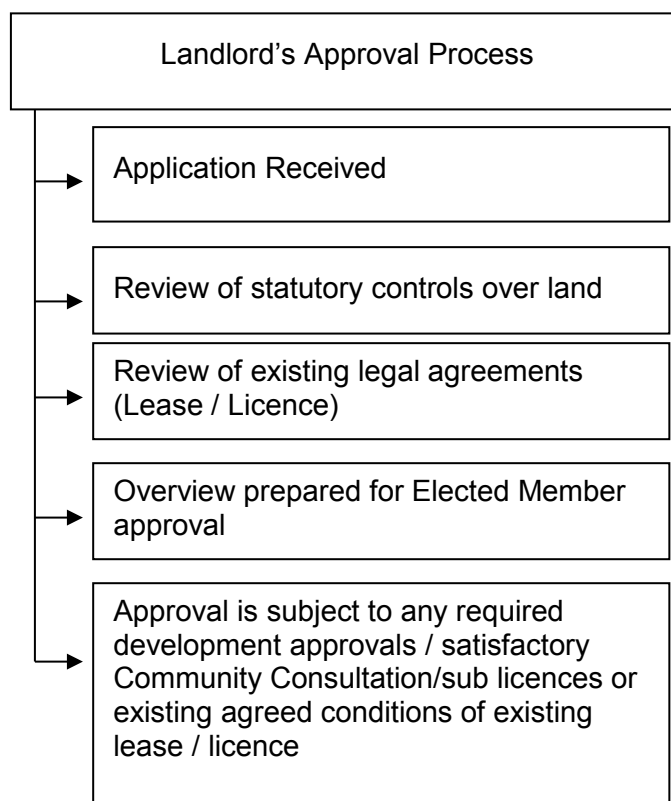 Landlord’s Approval Process
Application Received
Review of statutory controls over land
Review of existing legal agreements
(Lease / Licence)
Overview prepared for Elected Member
approval
Approval is subject to any required
development approvals / satisfactory
Community Consultation/sub licences or
existing agreed conditions of existing
lease / licence